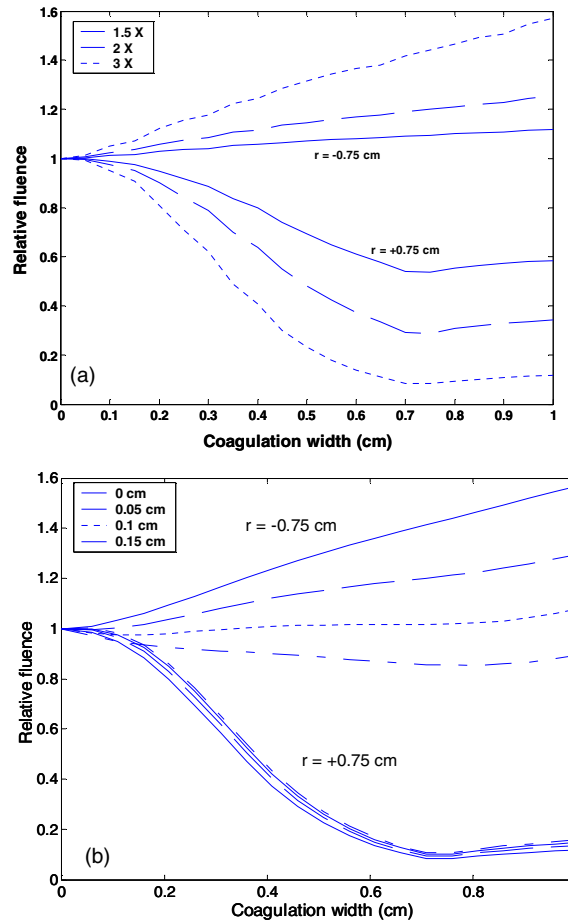 1.6
1.5 X
2 X
3 X
1.4
1.2
1
r = -0.75 cm
0.8
r = +0.75 cm
0.6
0.4
0.2
0
Relative fluence
(a)
0 0.1 0.2 0.3 0.4 0.5 0.6 0.7 0.8 0.9 1
Coagulation width (cm)
1.6
0 cm
0.05 cm
0.1 cm
0.15 cm
r = -0.75 cm
1.4
1.2
1
0.8
0.6
r = +0.75 cm
0.4
0.2
0
Relative fluence
(b)
0 0.2 0.4 0.6 0.8
Coagulation width (cm)